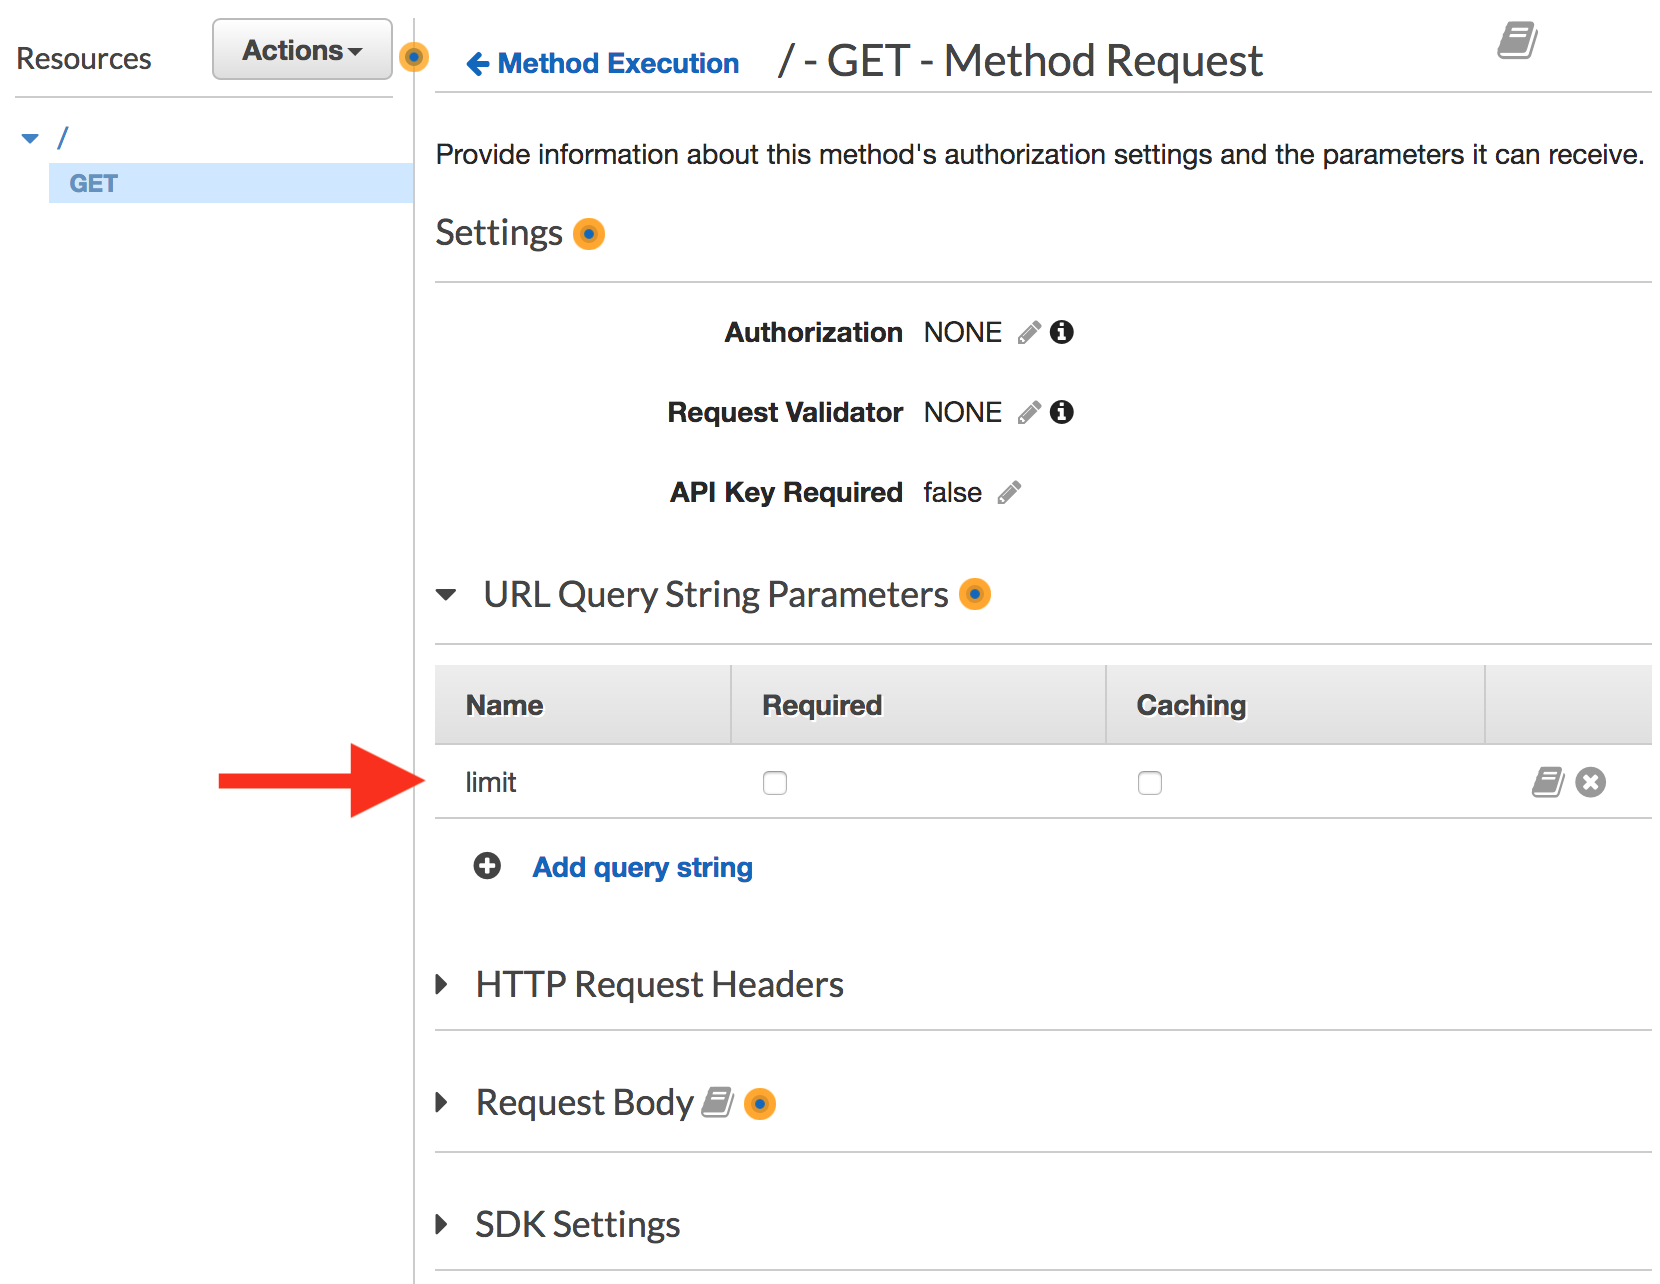 Resources
Actions
Method Execution / - GET - Method Request
/
GET
Provide information about this method's authorization settings and the parameters it can receive.
Settings
Authorization NONE
Request Validator NONE
API Key Required false
URL Query String Parameters
Name Required Caching
limit
Add query string
HTTP Request Headers
Request Body
SDK Settings